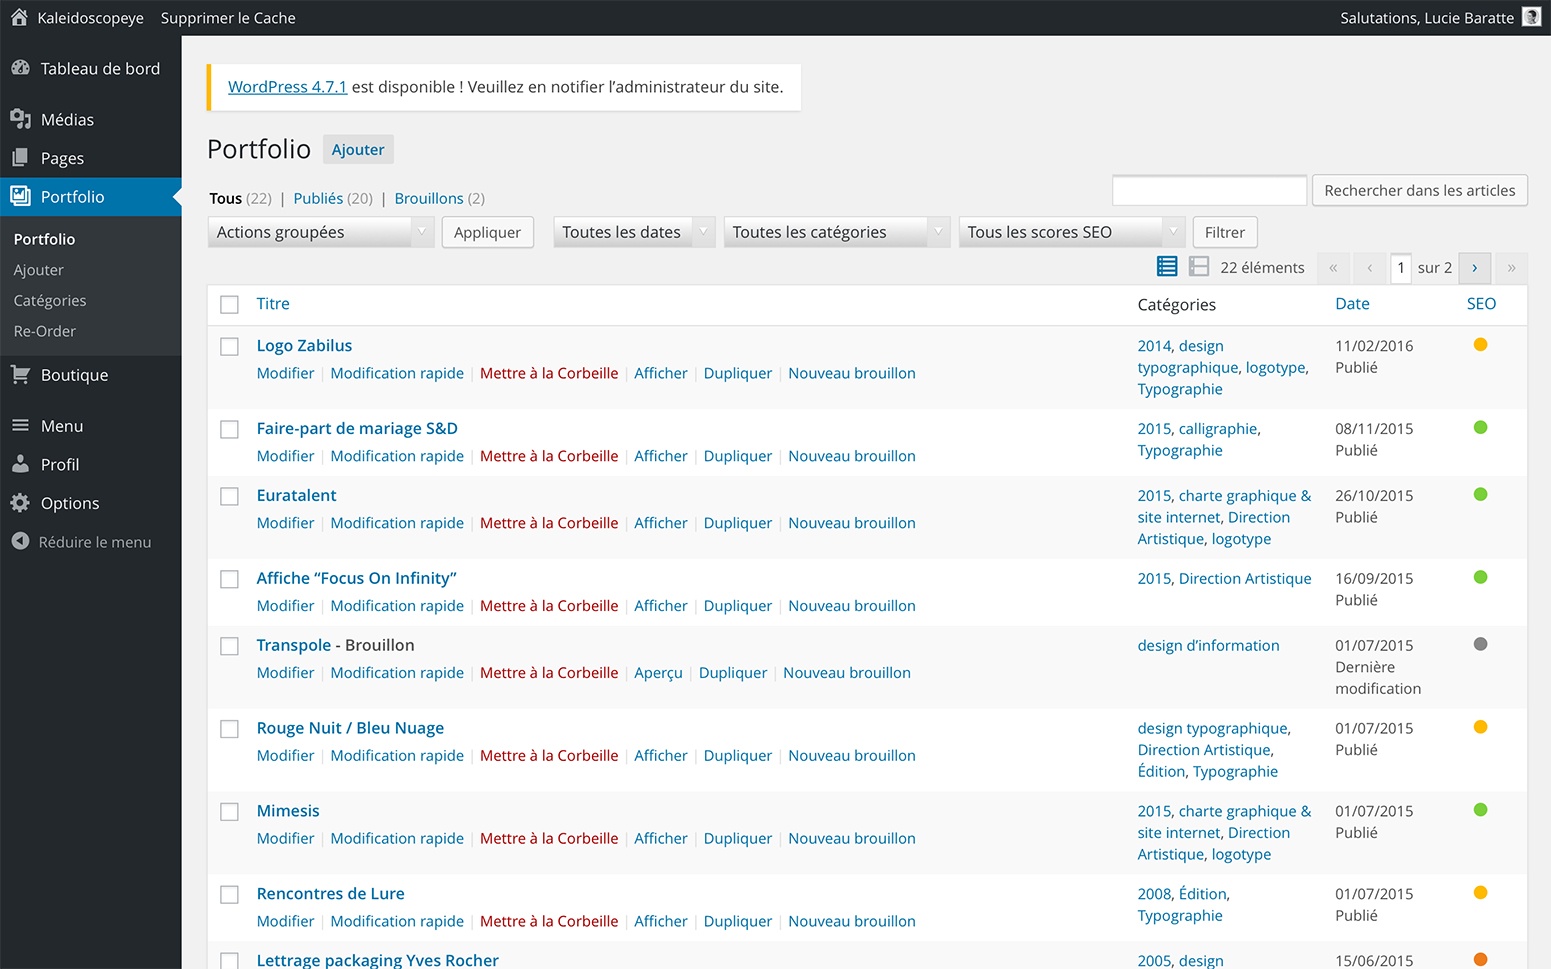 Kaleidoscopeye Supprimer le Cache Salutations, Lucie Baratte
Tableau de bord
Médias
Pages
Portfolio
Portfolio
Ajouter
Catégories
Re-Order
Boutique
Menu
Profil
Options
Réduire le menu
WordPress 4.7.1 est disponible ! Veuillez en notifier l’administrateur du site.
Portfolio Ajouter
Tous (22) | Publiés (20) | Brouillons (2)
Rechercher dans les articles
Actions groupées Appliquer Toutes les dates Toutes les catégories Tous les scores SEO Filtrer
22 éléments « ‹ 1 sur 2 › »
Titre Catégories Date SEO
Logo Zabilus
Modifier | Modification rapide | Mettre à la Corbeille | Afficher | Dupliquer | Nouveau brouillon
2014, design
typographique, logotype,
Typographie
11/02/2016
Publié
Faire-part de mariage S&D
Modifier | Modification rapide | Mettre à la Corbeille | Afficher | Dupliquer | Nouveau brouillon
2015, calligraphie,
Typographie
08/11/2015
Publié
Euratalent
Modifier | Modification rapide | Mettre à la Corbeille | Afficher | Dupliquer | Nouveau brouillon
2015, charte graphique &
site internet, Direction
Artistique, logotype
26/10/2015
Publié
Affiche “Focus On Infinity”
Modifier | Modification rapide | Mettre à la Corbeille | Afficher | Dupliquer | Nouveau brouillon
2015, Direction Artistique
16/09/2015
Publié
Transpole - Brouillon
Modifier | Modification rapide | Mettre à la Corbeille | Aperçu | Dupliquer | Nouveau brouillon
design d’information
01/07/2015
Dernière
modification
Rouge Nuit / Bleu Nuage
Modifier | Modification rapide | Mettre à la Corbeille | Afficher | Dupliquer | Nouveau brouillon
design typographique,
Direction Artistique,
Édition, Typographie
01/07/2015
Publié
Mimesis
Modifier | Modification rapide | Mettre à la Corbeille | Afficher | Dupliquer | Nouveau brouillon
2015, charte graphique &
site internet, Direction
Artistique, logotype
01/07/2015
Publié
Rencontres de Lure
Modifier | Modification rapide | Mettre à la Corbeille | Afficher | Dupliquer | Nouveau brouillon
2008, Édition,
Typographie
01/07/2015
Publié
Lettrage packaging Yves Rocher
2005, design
15/06/2015